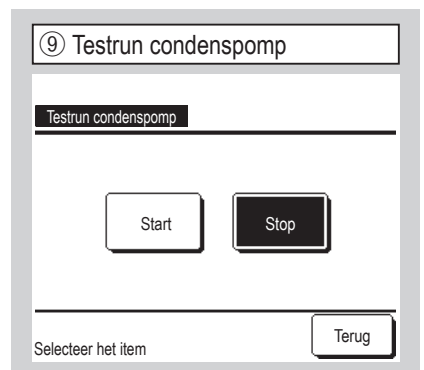 ⑨ Testrun condenspomp
Testrun condenspomp
Start Stop
Terug
Selecteer het item